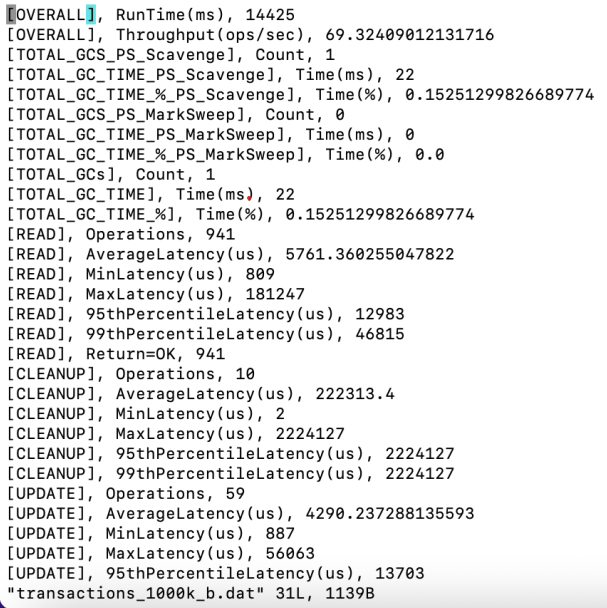 [OVERALL], RunTime(ms), 14425
[OVERALL], Throughput(ops/sec), 69.32409012131716
[TOTAL_GCS_PS_Scavenge], Count, 1
[TOTAL_GC_TIME_PS_Scavenge], Time(ms), 22
[TOTAL_GC_TIME_%_PS_Scavenge], Time(%), 0.15251299826689774
[TOTAL_GCS_PS_MarkSweep], Count, 0
[TOTAL_GC_TIME_PS_MarkSweep], Time(ms), 0
[TOTAL_GC_TIME_%_PS_MarkSweep], Time(%), 0.0
[TOTAL_GCs], Count, 1
[TOTAL_GC_TIME], Time(ms), 22
[TOTAL_GC_TIME_%], Time(%), 0.15251299826689774
[READ], Operations, 941
[READ], AverageLatency(us), 5761.360255047822
[READ], MinLatency(us), 809
[READ], MaxLatency(us), 181247
[READ], 95thPercentileLatency(us), 12983
[READ], 99thPercentileLatency(us), 46815
[READ], Return=OK, 941
[CLEANUP], Operations, 10
[CLEANUP], AverageLatency(us), 222313.4
[CLEANUP], MinLatency(us), 2
[CLEANUP], MaxLatency(us), 2224127
[CLEANUP], 95thPercentileLatency(us), 2224127
[CLEANUP], 99thPercentileLatency(us), 2224127
[UPDATE], Operations, 59
[UPDATE], AverageLatency(us), 4290.237288135593
[UPDATE], MinLatency(us), 887
[UPDATE], MaxLatency(us), 56063
[UPDATE], 95thPercentileLatency(us), 13703
"transactions_1000k_b.dat" 31L, 1139B